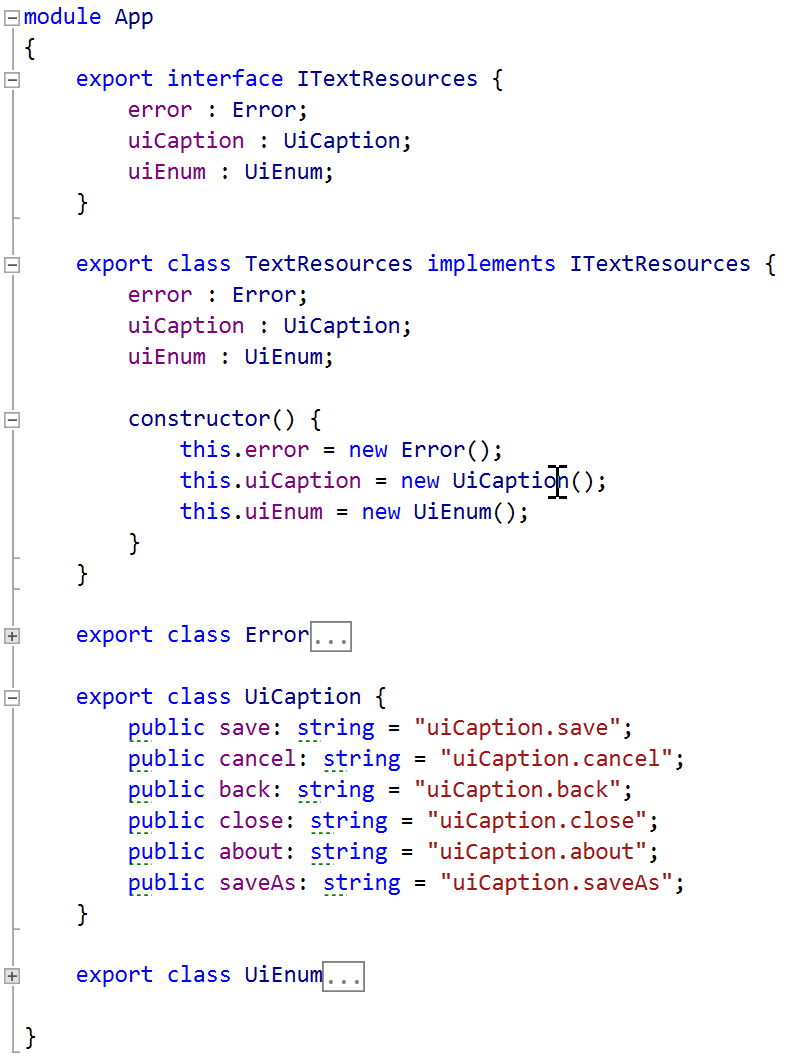 module App
{
    export interface ITextResources {
        error : Error;
        uiCaption : UiCaption;
        uiEnum : UiEnum;
    }

    export class TextResources implements ITextResources {
        error : Error;
        uiCaption : UiCaption;
        uiEnum : UiEnum;

        constructor() {
            this.error = new Error();
            this.uiCaption = new UiCaption();
            this.uiEnum = new UiEnum();
        }
    }

    export class Error...

    export class UiCaption {
        public save: string = "uiCaption.save";
        public cancel: string = "uiCaption.cancel";
        public back: string = "uiCaption.back";
        public close: string = "uiCaption.close";
        public about: string = "uiCaption.about";
        public saveAs: string = "uiCaption.saveAs";
    }

    export class UiEnum...

}